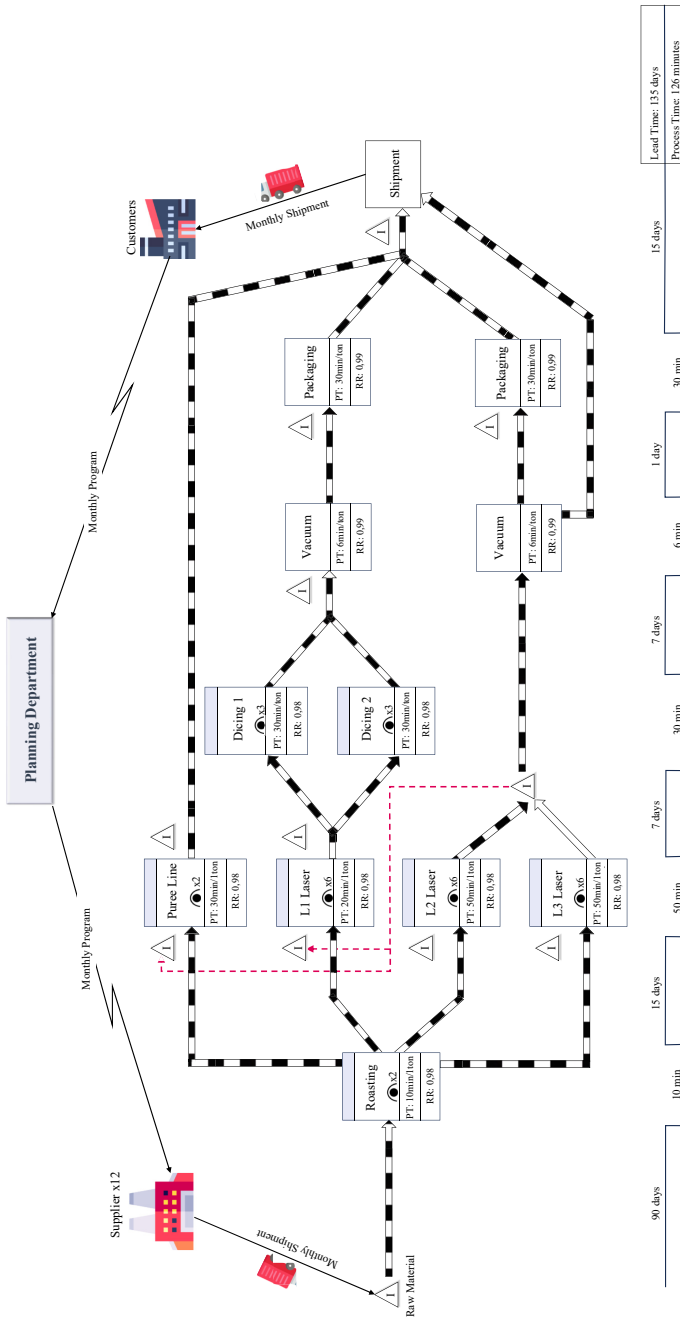 Planning Department
Monthly Program
Monthly Program
Supplier x12
Customers
Monthly Shipment
Monthly Shipment
I
Raw Material
Roasting
x2
PT: 10min/1ton
RR: 0,98
I
Puree Line
x2
PT: 30min/1ton
RR: 0,98
I
I
L1 Laser
x6
PT: 20min/1ton
RR: 0,98
I
I
L2 Laser
x6
PT: 50min/1ton
RR: 0,98
I
L3 Laser
x6
PT: 50min/1ton
RR: 0,98
I
Dicing 1
x3
PT: 30min/ton
RR: 0,98
Dicing 2
x3
PT: 30min/ton
RR: 0,98
I
Vacuum
PT: 6min/ton
RR: 0,99
I
Packaging
PT: 30min/ton
RR: 0,99
Vacuum
PT: 6min/ton
RR: 0,99
I
Packaging
PT: 30min/ton
RR: 0,99
I
Shipment
90 days
10 min
15 days
50 min
7 days
30 min
7 days
6 min
1 day
30 min
15 days
Lead Time: 135 days
Process Time: 126 minutes